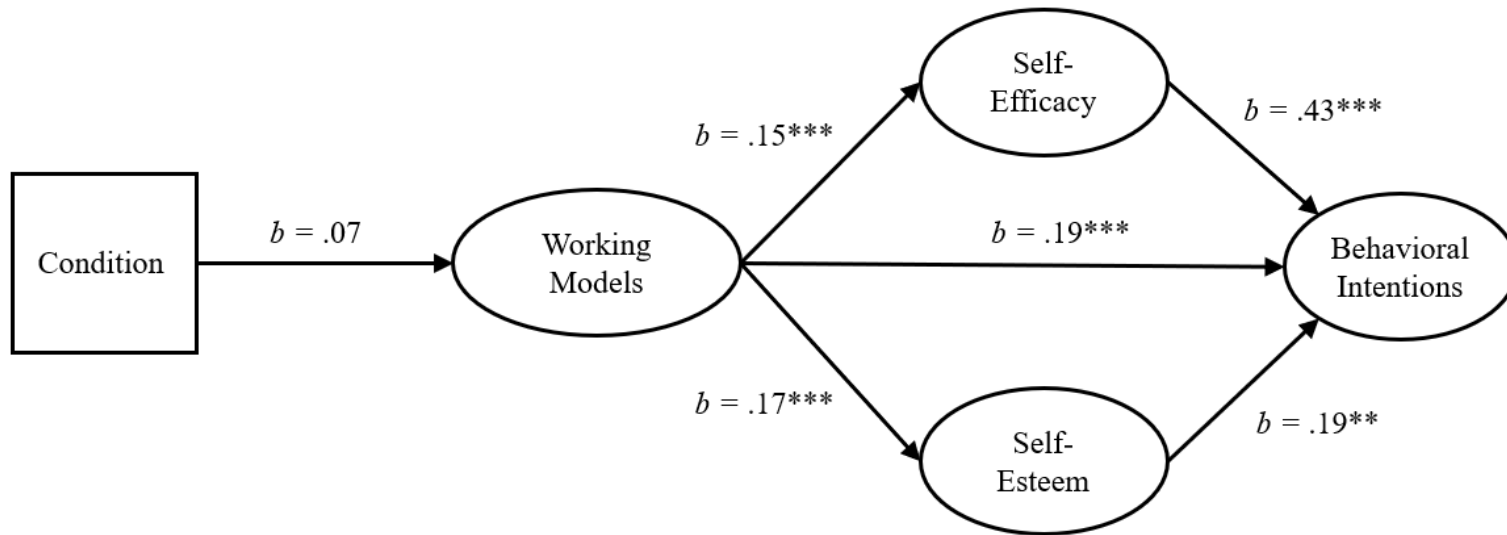 Self-
Efficacy
b = .15***
b = .43***
Condition
b = .07
Working
Models
b = .19***
Behavioral
Intentions
b = .17***
b = .19**
Self-
Esteem